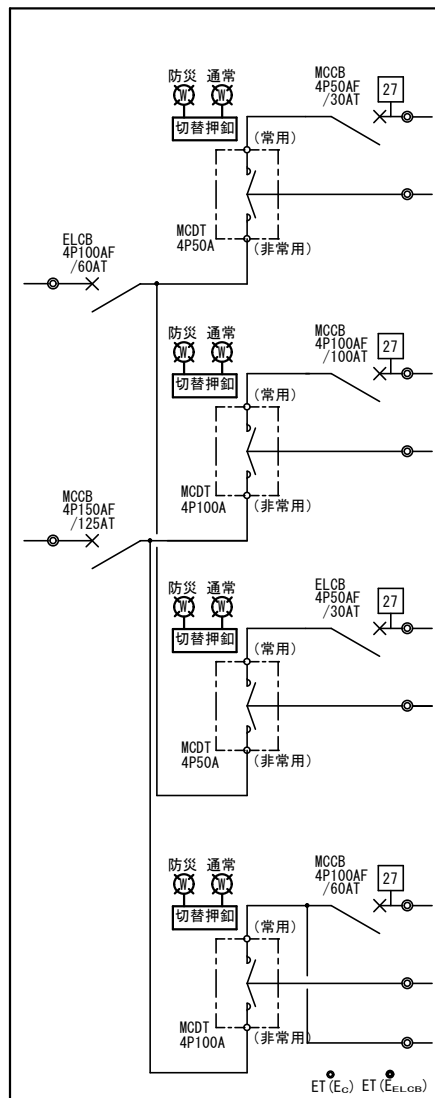 防災 通常
W W
切替押釦
MCCB
4P50AF
/30AT
27
(常用)
MCDT
4P50A
(非常用)
ELCB
4P100AF
/60AT
防災 通常
W W
切替押釦
MCCB
4P100AF
/100AT
27
(常用)
MCDT
4P100A
(非常用)
MCCB
4P150AF
/125AT
防災 通常
W W
切替押釦
ELCB
4P50AF
/30AT
27
(常用)
MCDT
4P50A
(非常用)
防災 通常
W W
切替押釦
MCCB
4P100AF
/60AT
27
(常用)
MCDT
4P100A
(非常用)
ET(EC) ET(EELCB)